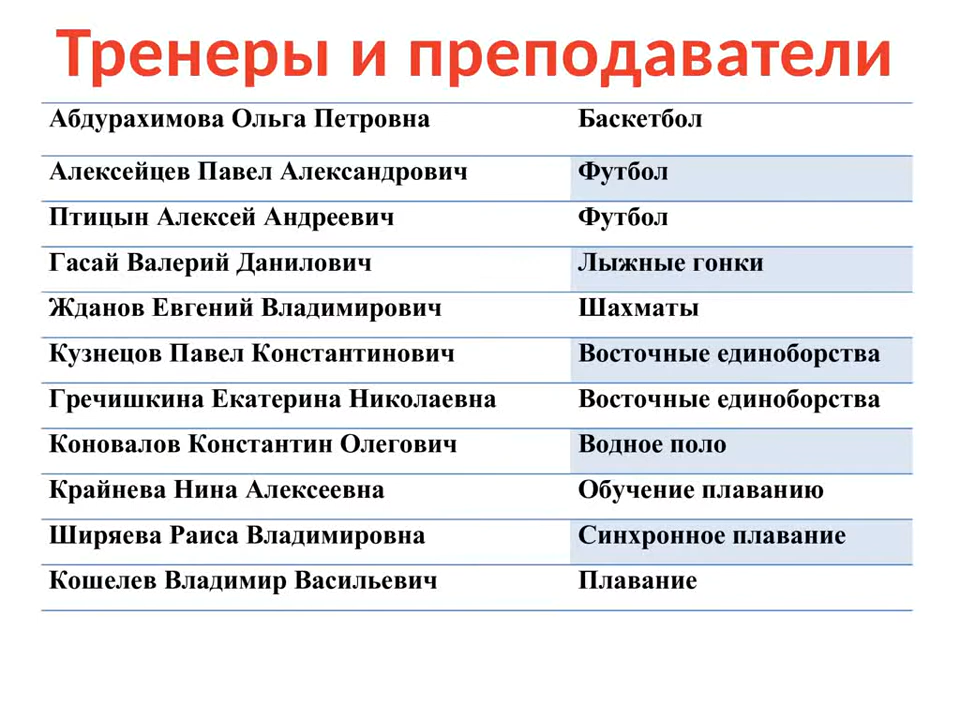 Тренеры и преподаватели
Абдурахимова Ольга Петровна Баскетбол
Алексейцев Павел Александрович Футбол
Птицын Алексей Андреевич Футбол
Гасай Валерий Данилович Лыжные гонки
Жданов Евгений Владимирович Шахматы
Кузнецов Павел Константинович Восточные единоборства
Гречишкина Екатерина Николаевна Восточные единоборства
Коновалов Константин Олегович Водное поло
Крайнева Нина Алексеевна Обучение плаванию
Ширяева Раиса Владимировна Синхронное плавание
Кошелев Владимир Васильевич Плавание